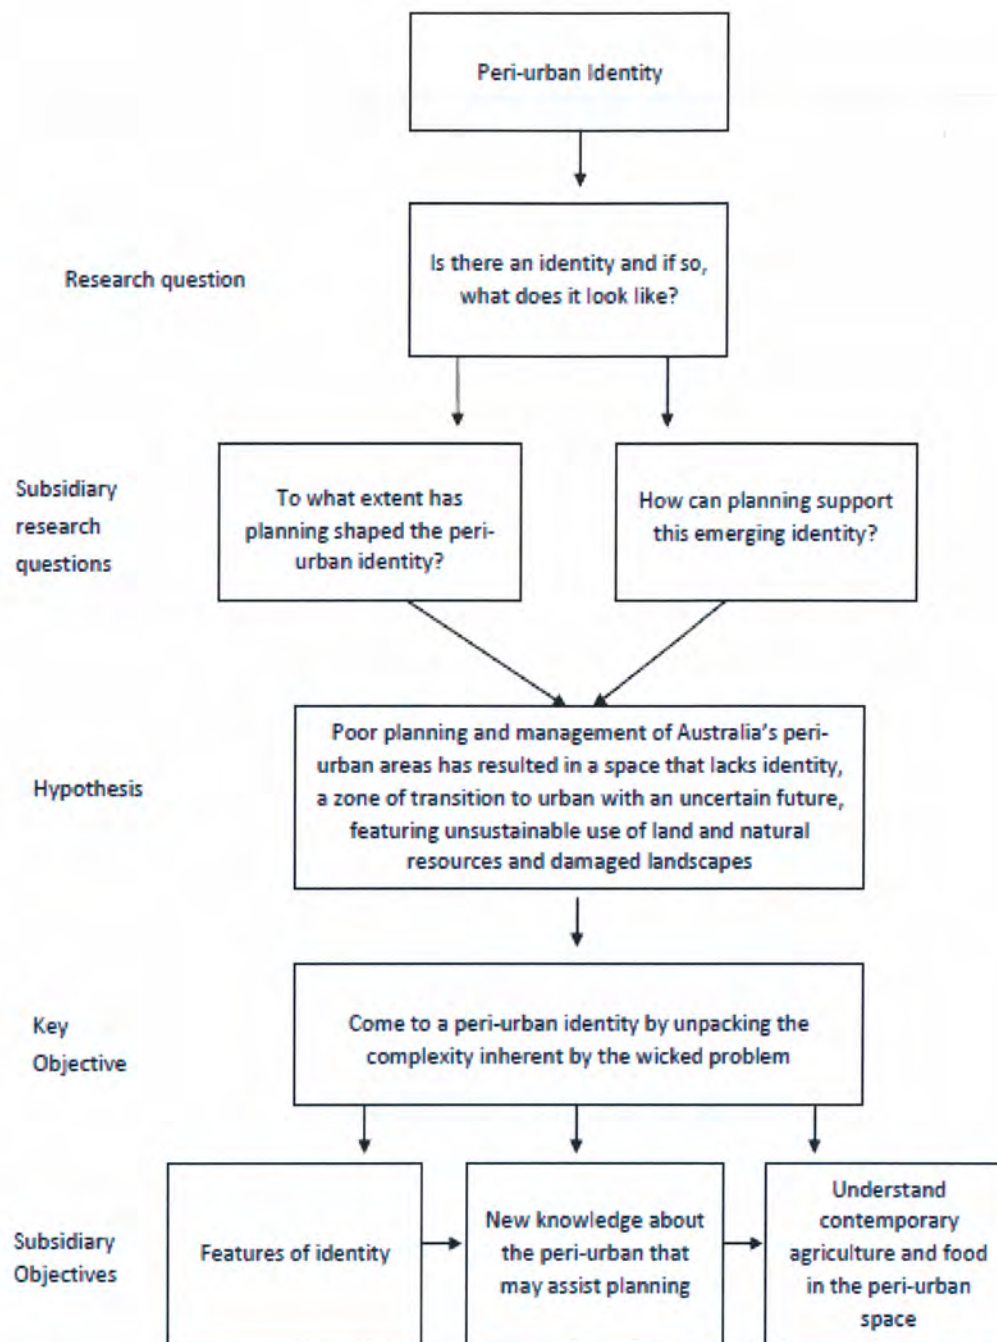 Peri-urban Identity
Research question
Is there an identity and if so,
what does it look like?
Subsidiary
research
questions
To what extent has
planning shaped the peri-
urban identity?
How can planning support
this emerging identity?
Hypothesis
Poor planning and management of Australia's peri-
urban areas has resulted in a space that lacks identity,
a zone of transition to urban with an uncertain future,
featuring unsustainable use of land and natural
resources and damaged landscapes
Key
Objective
Come to a peri-urban identity by unpacking the
complexity inherent by the wicked problem
Subsidiary
Objectives
Features of identity
New knowledge about
the peri-urban that
may assist planning
Understand
contemporary
agriculture and food
in the peri-urban
space